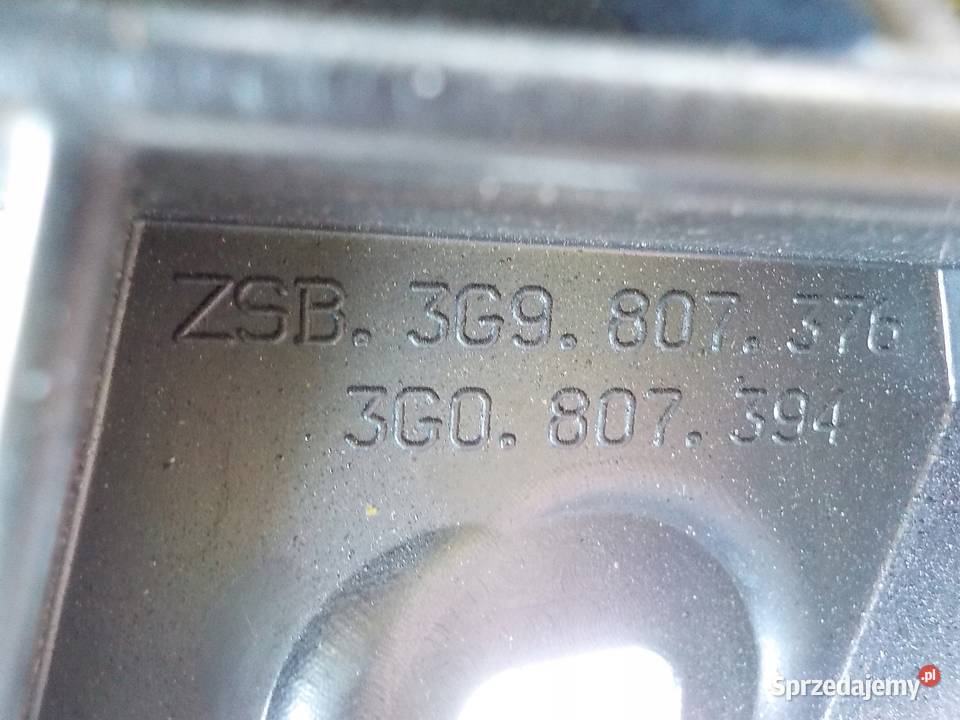 ZSB. 3G9. 807. 376
3G0. 807. 394
Sprzedajemy.pl